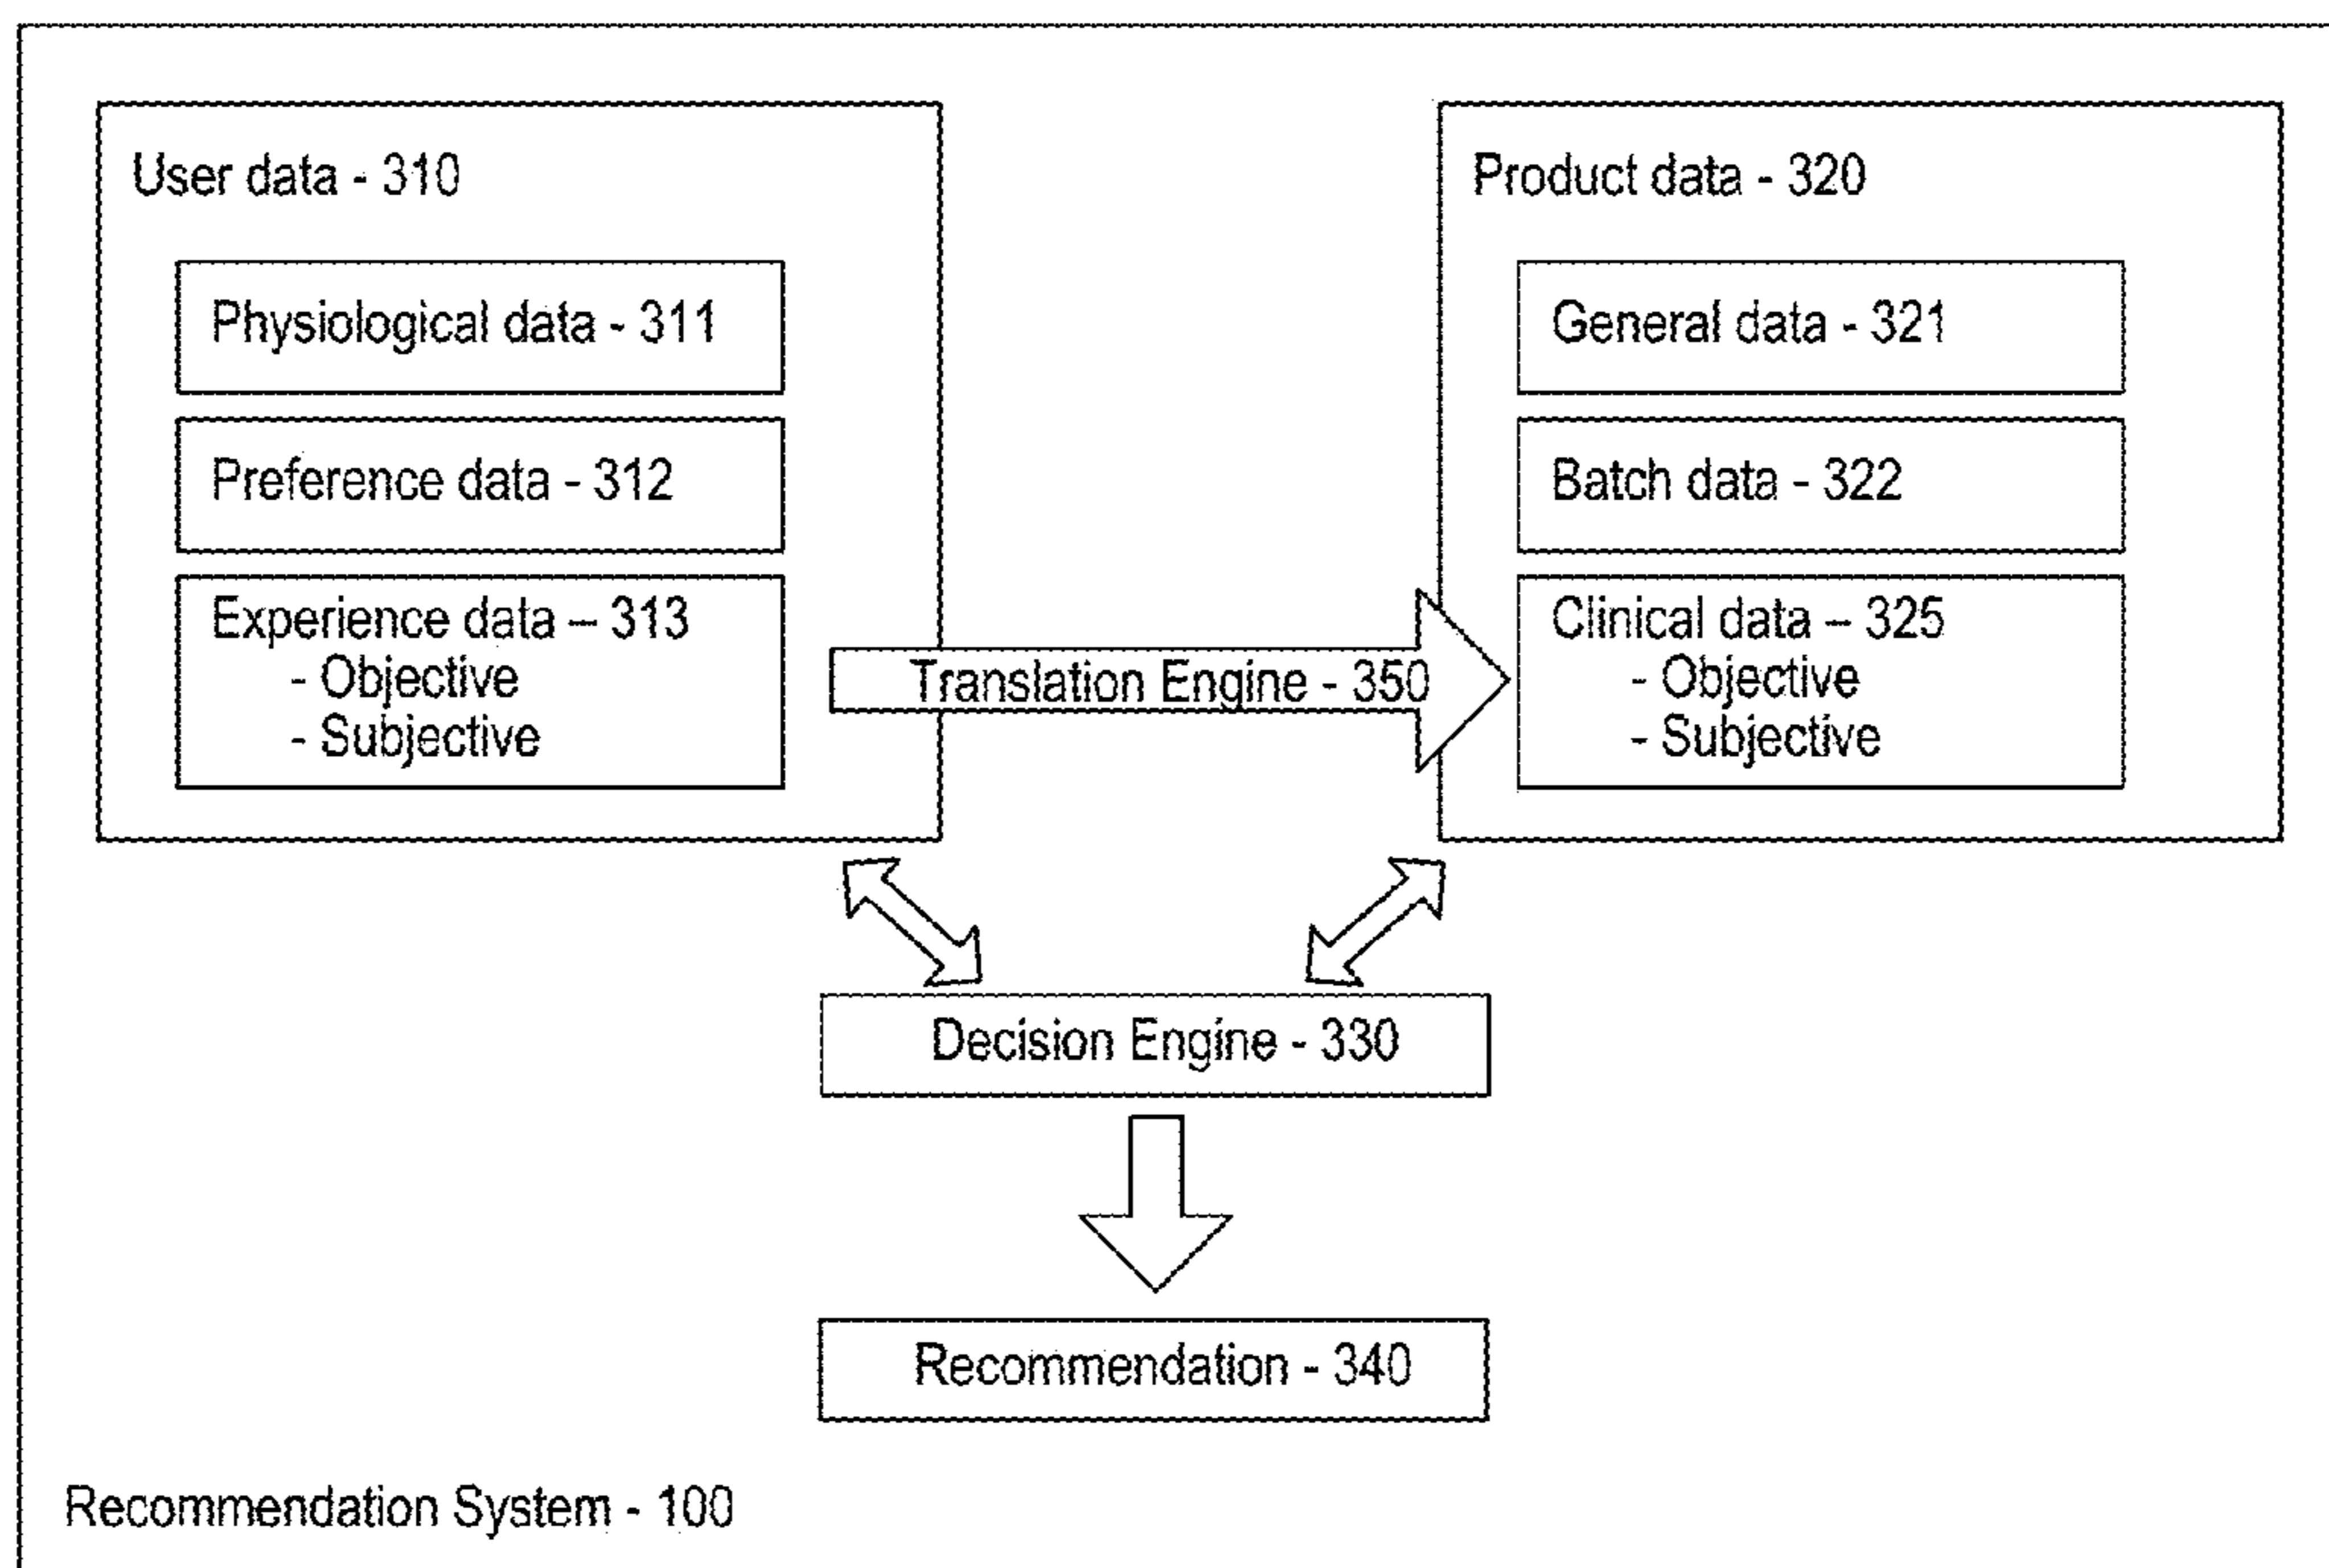 User data - 310
Physiological data - 311
Preference data - 312
Experience data – 313
- Objective
- Subjective
Translation Engine - 350
Product data - 320
General data - 321
Batch data - 322
Clinical data – 325
- Objective
- Subjective
Decision Engine - 330
Recommendation - 340
Recommendation System - 100